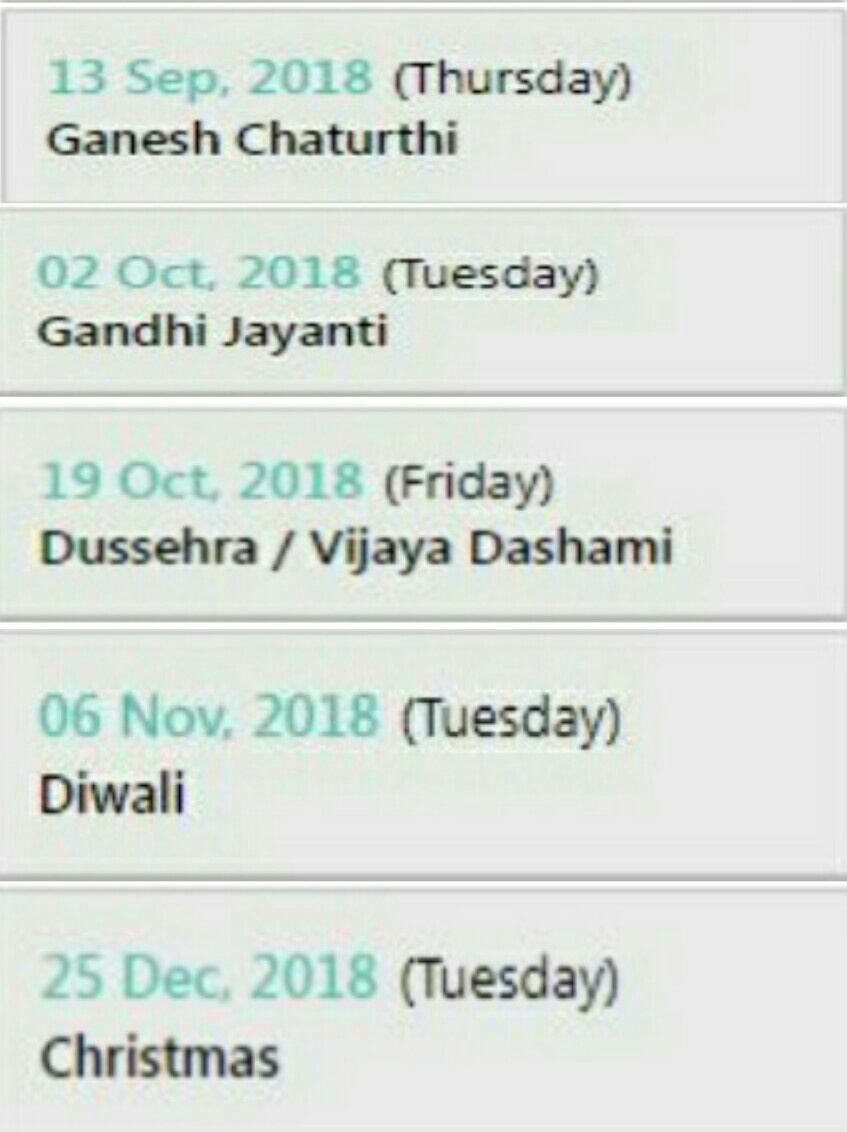 13 Sep, 2018 (Thursday)
Ganesh Chaturthi
02 Oct, 2018 (Tuesday)
Gandhi Jayanti
19 Oct, 2018 (Friday)
Dussehra / Vijaya Dashami
06 Nov, 2018 (Tuesday)
Diwali
25 Dec, 2018 (Tuesday)
Christmas